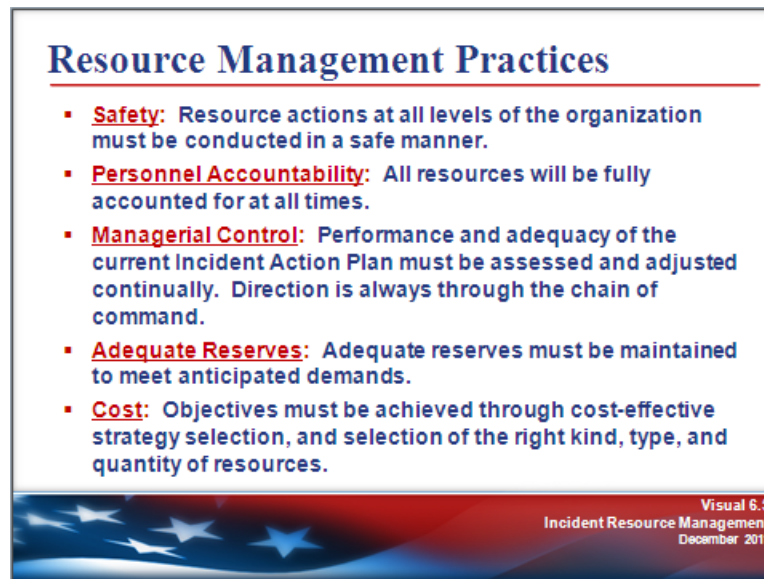 Resource Management Practices
▪ Safety: Resource actions at all levels of the organization
must be conducted in a safe manner.
▪ Personnel Accountability: All resources will be fully
accounted for at all times.
▪ Managerial Control: Performance and adequacy of the
current Incident Action Plan must be assessed and adjusted
continually. Direction is always through the chain of
command.
▪ Adequate Reserves: Adequate reserves must be maintained
to meet anticipated demands.
▪ Cost: Objectives must be achieved through cost-effective
strategy selection, and selection of the right kind, type, and
quantity of resources.
Visual
Incident Resource
December